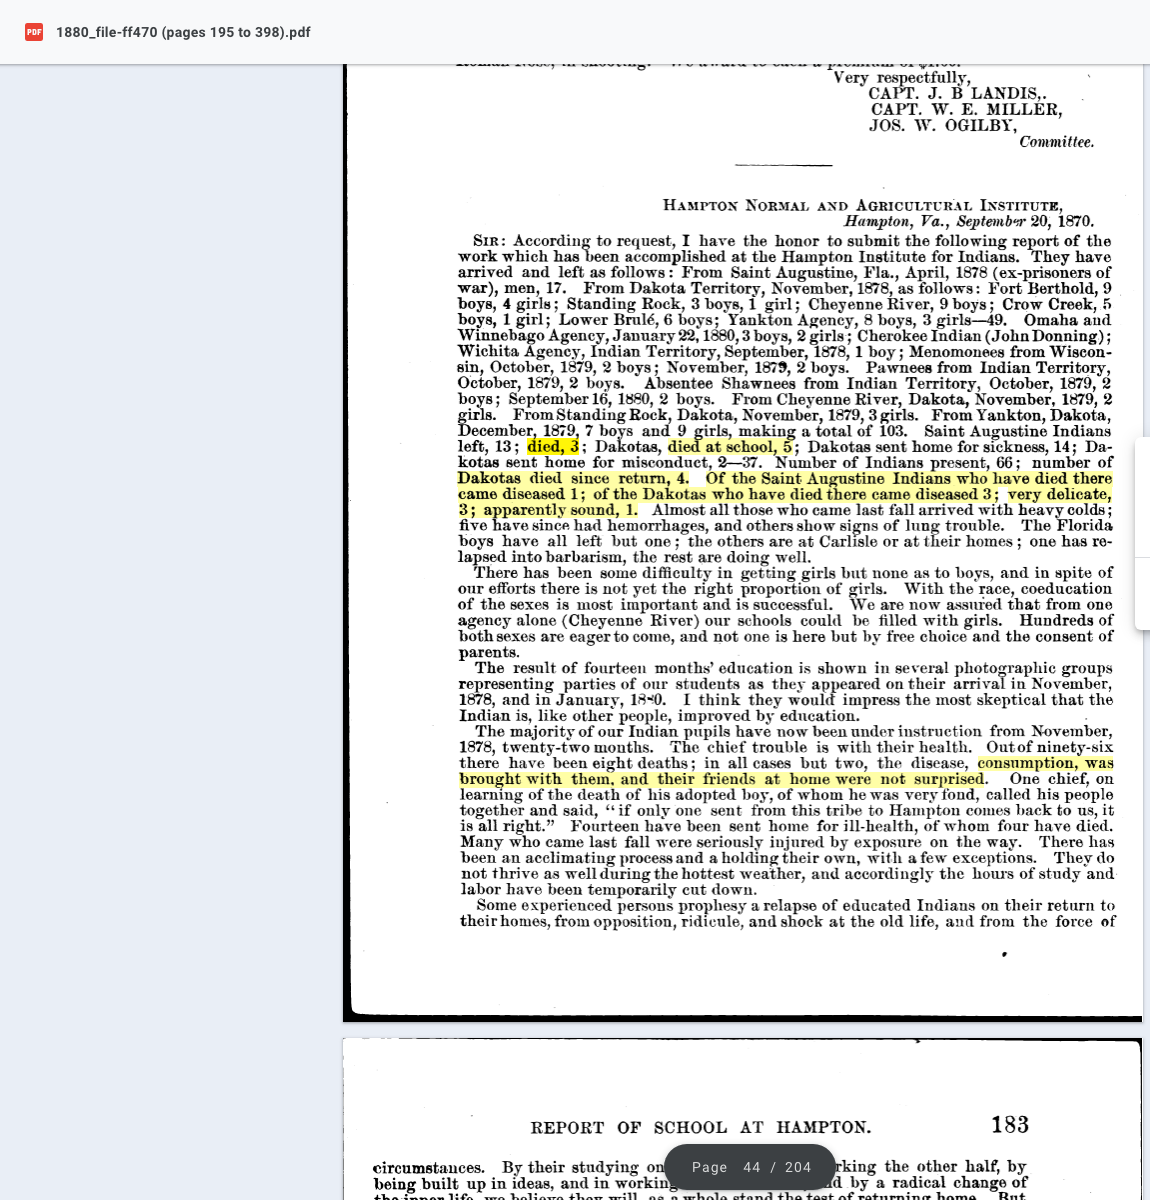 PDF 1880_file-ff470 (pages 195 to 398).pdf
Very respectfully,
CAPT. J. B LANDIS,.
CAPT. W. E. MILLER,
JOS. W. OGILBY,
Committee.
HAMPTON NORMAL AND AGRICULTURAL INSTITUTE,
Hampton, Va., September 20, 1870.
SIR: According to request, I have the honor to submit the following report of the
work which has been accomplished at the Hampton Institute for Indians. They have
arrived and left as follows: From Saint Augustine, Fla., April, 1878 (ex-prisoners of
war), men, 17. From Dakota Territory, November, 1878, as follows: Fort Berthold, 9
boys, 4 girls; Standing Rock, 3 boys, 1 girl; Cheyenne River, 9 boys; Crow Creek, 5
boys, 1 girl; Lower Brulé, 6 boys; Yankton Agency, 8 boys, 3 girls—49. Omaha and
Winnebago Agency, January 22, 1880, 3 boys, 2 girls; Cherokee Indian (John Donning);
Wichita Agency, Indian Territory, September, 1878, 1 boy; Menomonees from Wiscon-
sin, October, 1879, 2 boys; November, 1879, 2 boys. Pawnees from Indian Territory,
October, 1879, 2 boys. Absentee Shawnees from Indian Territory, October, 1879, 2
boys; September 16, 1880, 2 boys. From Cheyenne River, Dakota, November, 1879, 2
girls. From Standing Rock, Dakota, November, 1879, 3 girls. From Yankton, Dakota,
December, 1879, 7 boys and 9 girls, making a total of 103. Saint Augustine Indians
left, 13; died, 3; Dakotas, died at school, 5; Dakotas sent home for sickness, 14; Da-
kotas sent home for misconduct, 2—37. Number of Indians present, 66; number of
Dakotas died since return, 4. Of the Saint Augustine Indians who have died there
came diseased 1; of the Dakotas who have died there came diseased 3; very delicate,
3; apparently sound, 1. Almost all those who came last fall arrived with heavy colds;
five have since had hemorrhages, and others show signs of lung trouble. The Florida
boys have all left but one; the others are at Carlisle or at their homes; one has re-
lapsed into barbarism, the rest are doing well.
There has been some difficulty in getting girls but none as to boys, and in spite of
our efforts there is not yet the right proportion of girls. With the race, coeducation
of the sexes is most important and is successful. We are now assured that from one
agency alone (Cheyenne River) our schools could be filled with girls. Hundreds of
both sexes are eager to come, and not one is here but by free choice and the consent of
parents.
The result of fourteen months' education is shown in several photographic groups
representing parties of our students as they appeared on their arrival in November,
1878, and in January, 1880. I think they would impress the most skeptical that the
Indian is, like other people, improved by education.
The majority of our Indian pupils have now been under instruction from November,
1878, twenty-two months. The chief trouble is with their health. Out of ninety-six
there have been eight deaths; in all cases but two, the disease, consumption, was
brought with them, and their friends at home were not surprised. One chief, on
learning of the death of his adopted boy, of whom he was very fond, called his people
together and said, “if only one sent from this tribe to Hampton comes back to us, it
is all right.” Fourteen have been sent home for ill-health, of whom four have died.
Many who came last fall were seriously injured by exposure on the way. There has
been an acclimating process and a holding their own, with a few exceptions. They do
not thrive as well during the hottest weather, and accordingly the hours of study and
labor have been temporarily cut down.
Some experienced persons prophesy a relapse of educated Indians on their return to
their homes, from opposition, ridicule, and shock at the old life, and from the force of
REPORT OF SCHOOL AT HAMPTON. 183
circumstances. By their studying on rking the other half, by
being built up in ideas, and in working d by a radical change of
Page 44 / 204